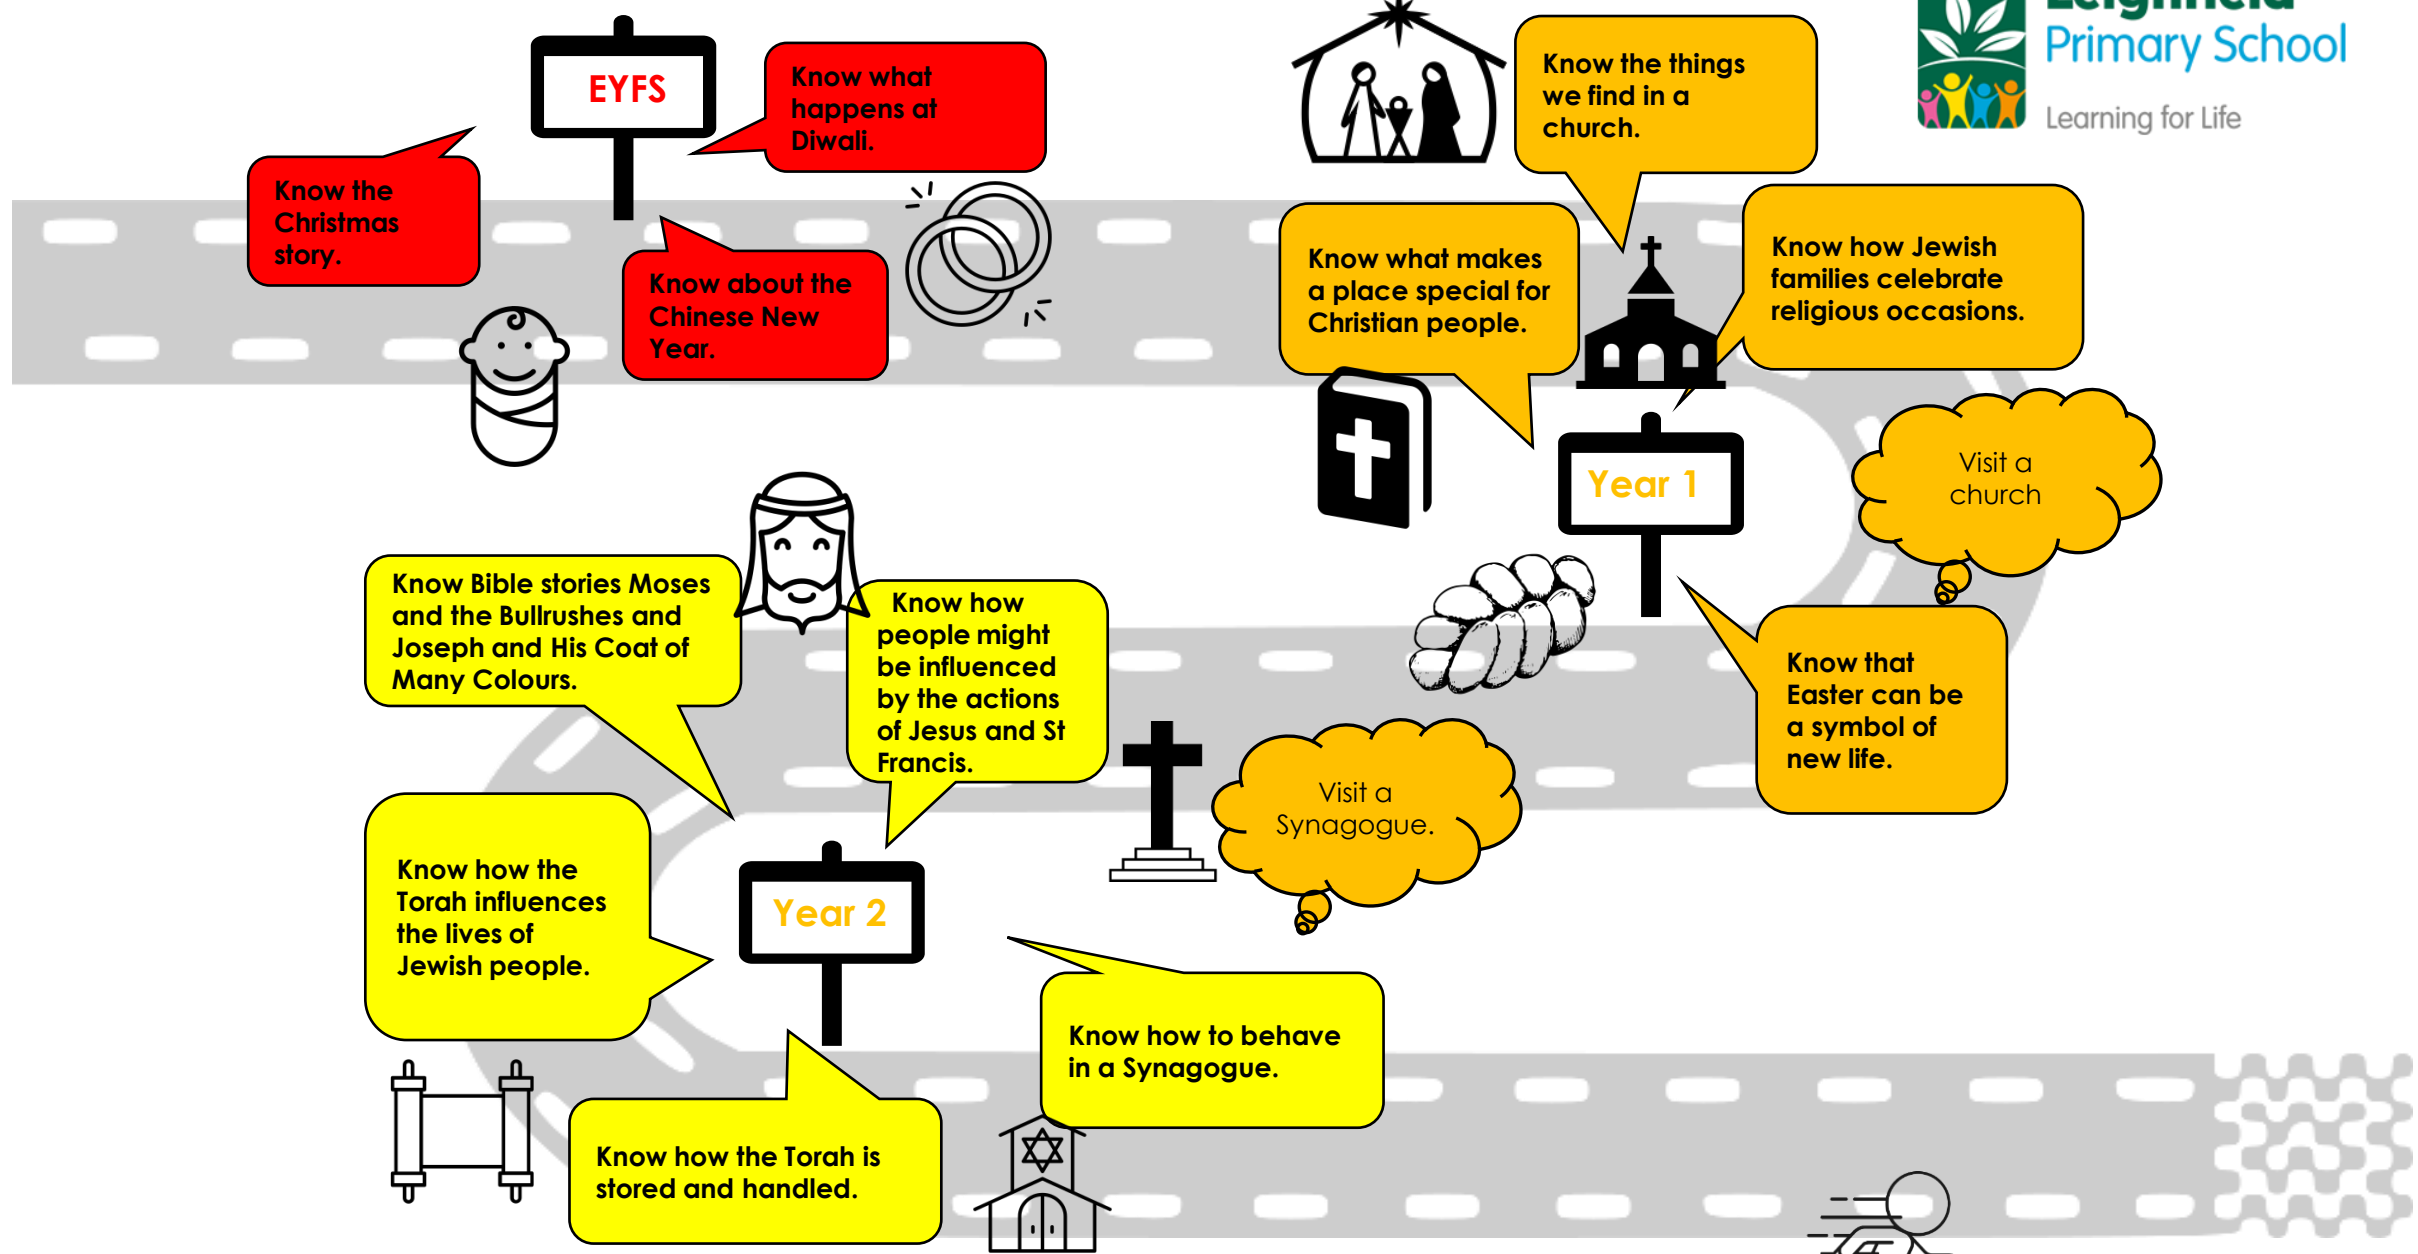 EYFS
Know what
happens at
Diwali.
Know the
Christmas
story.
Know about the
Chinese New
Year.
Know the things
we find in a
church.
Primary School
Learning for Life
Know what makes
a place special for
Christian people.
Know how Jewish
families celebrate
religious occasions.
Year 1
Visit a
church
Know that
Easter can be
a symbol of
new life.
Know Bible stories Moses
and the Bullrushes and
Joseph and His Coat of
Many Colours.
Know how
people might
be influenced
by the actions
of Jesus and St
Francis.
Visit a
Synagogue.
Know how the
Torah influences
the lives of
Jewish people.
Year 2
Know how to behave
in a Synagogue.
Know how the Torah is
stored and handled.